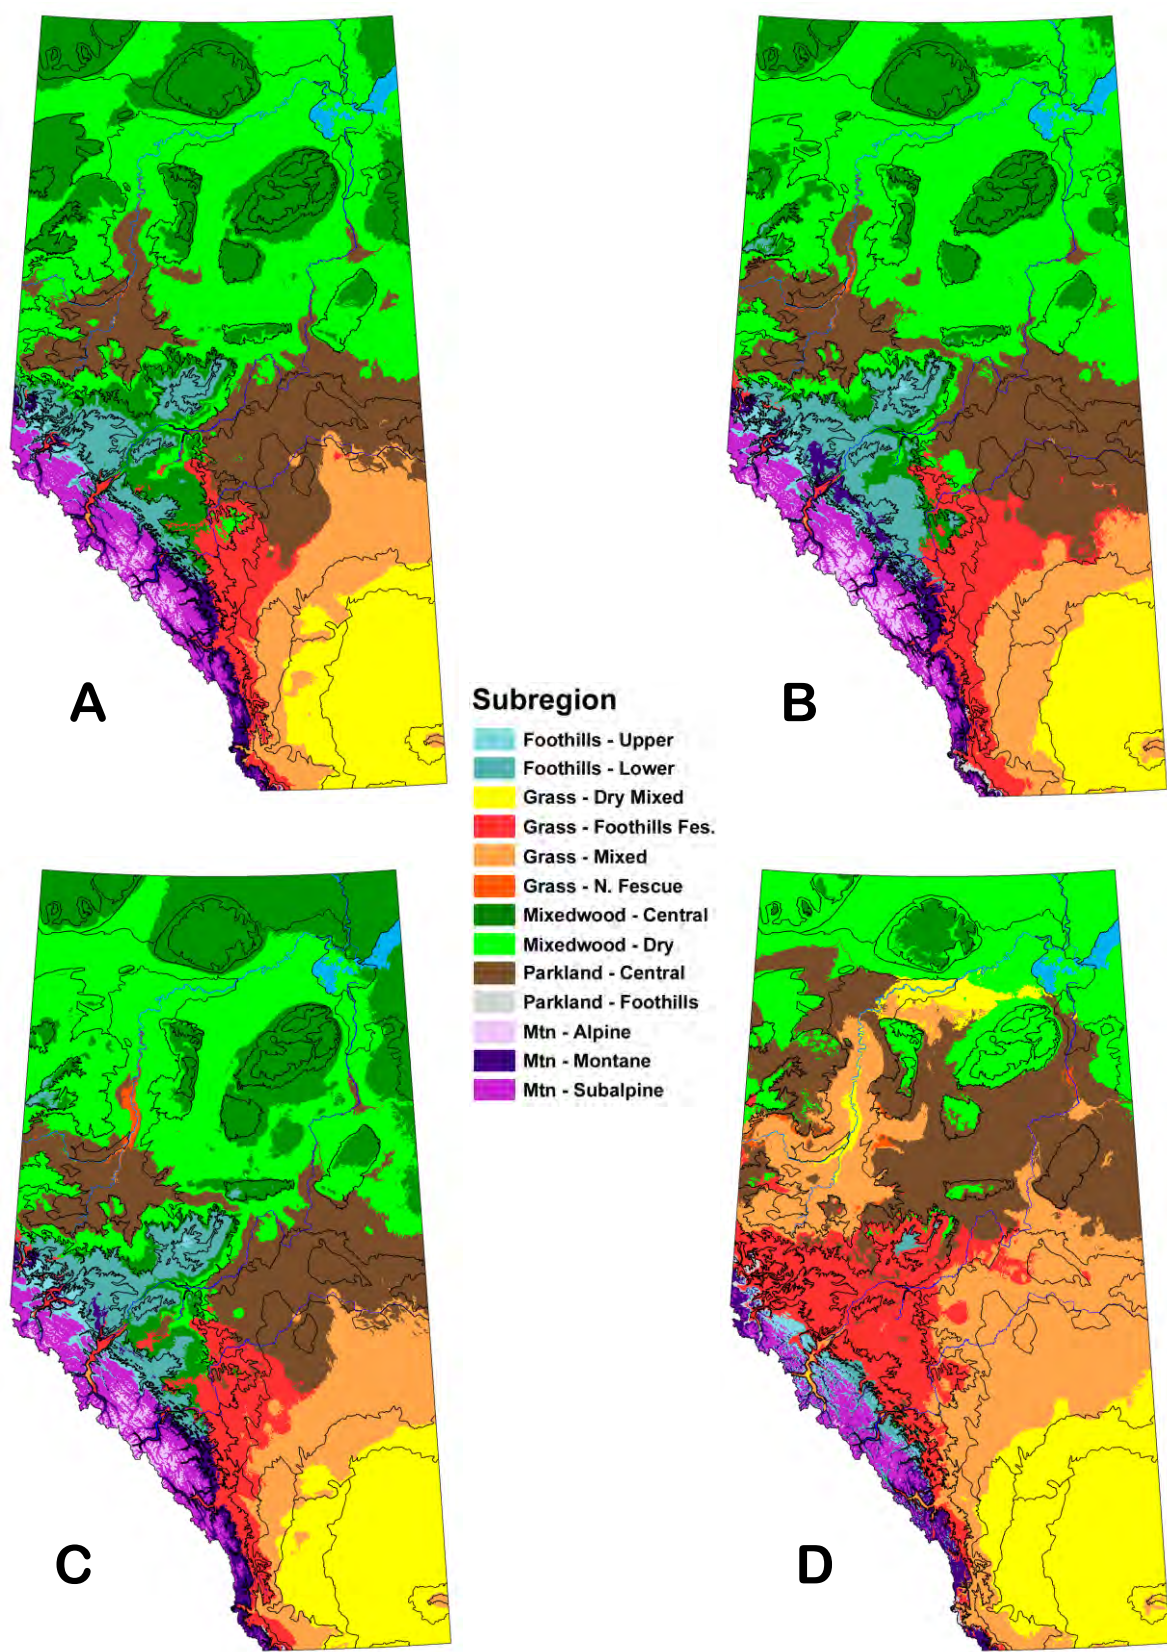 A
B
Subregion
Foothills - Upper
Foothills - Lower
Grass - Dry Mixed
Grass - Foothills Fes.
Grass - Mixed
Grass - N. Fescue
Mixedwood - Central
Mixedwood - Dry
Parkland - Central
Parkland - Foothills
Mtn - Alpine
Mtn - Montane
Mtn - Subalpine
C
D